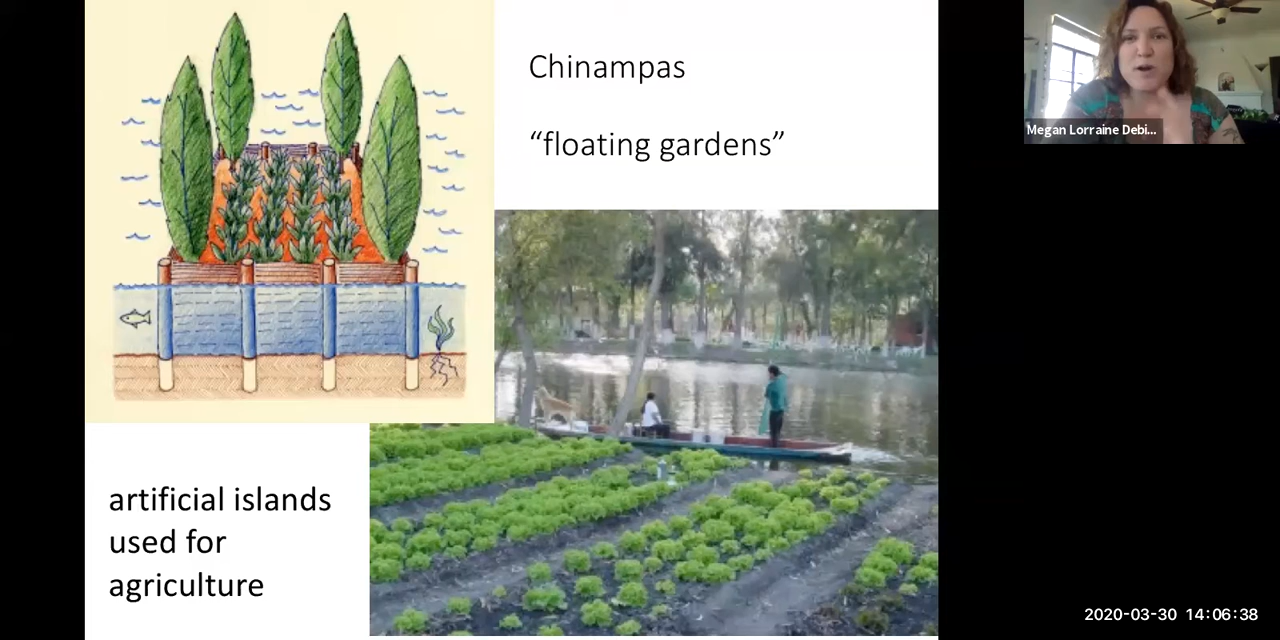 Chinampas
“floating gardens”
Megan Lorraine Debi...
artificial islands
used for
agriculture
2020-03-30 14:06:38